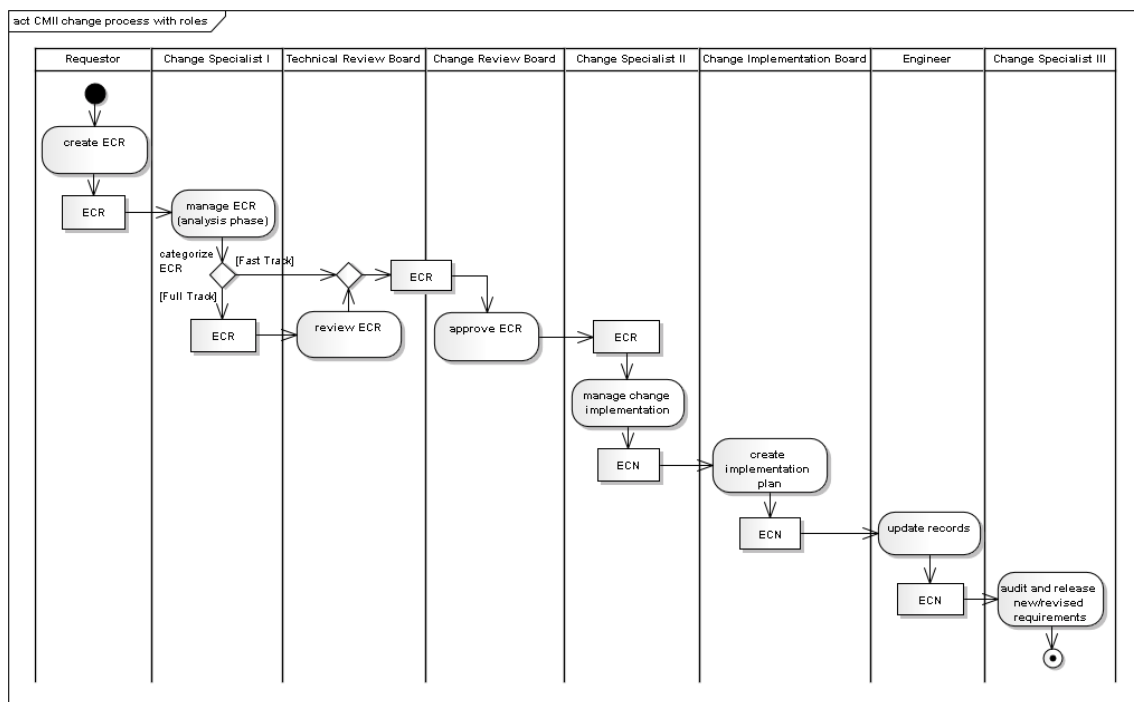 act CMII change process with roles
Requestor
Change Specialist I
Technical Review Board
Change Review Board
Change Specialist II
Change Implementation Board
Engineer
Change Specialist III
create ECR
ECR
manage ECR
(analysis phase)
categorize
ECR
[Fast Track]
[Full Track]
ECR
review ECR
ECR
approve ECR
ECR
manage change
implementation
ECN
create
implementation
plan
ECN
update records
ECN
audit and release
new/revised
requirements